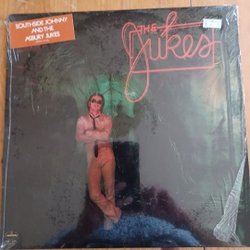 SOUTHSIDE JOHNNY
AND THE
ASBURY JUKES
THE
Jukes